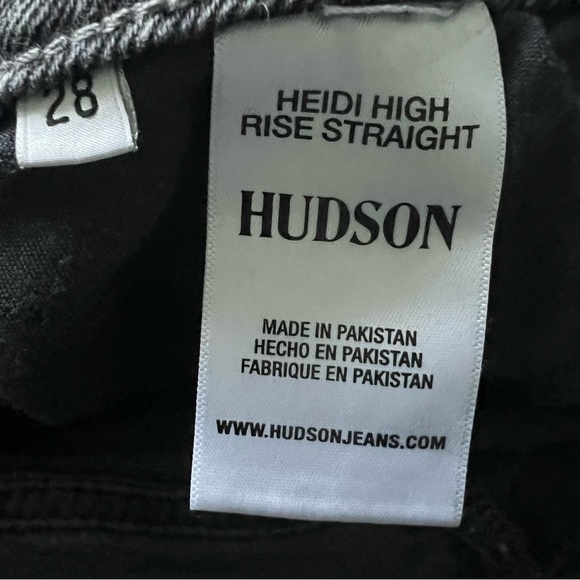 28
HEIDI HIGH
RISE STRAIGHT
HUDSON
MADE IN PAKISTAN
HECHO EN PAKISTAN
FABRIQUE EN PAKISTAN
WWW.HUDSONJEANS.COM